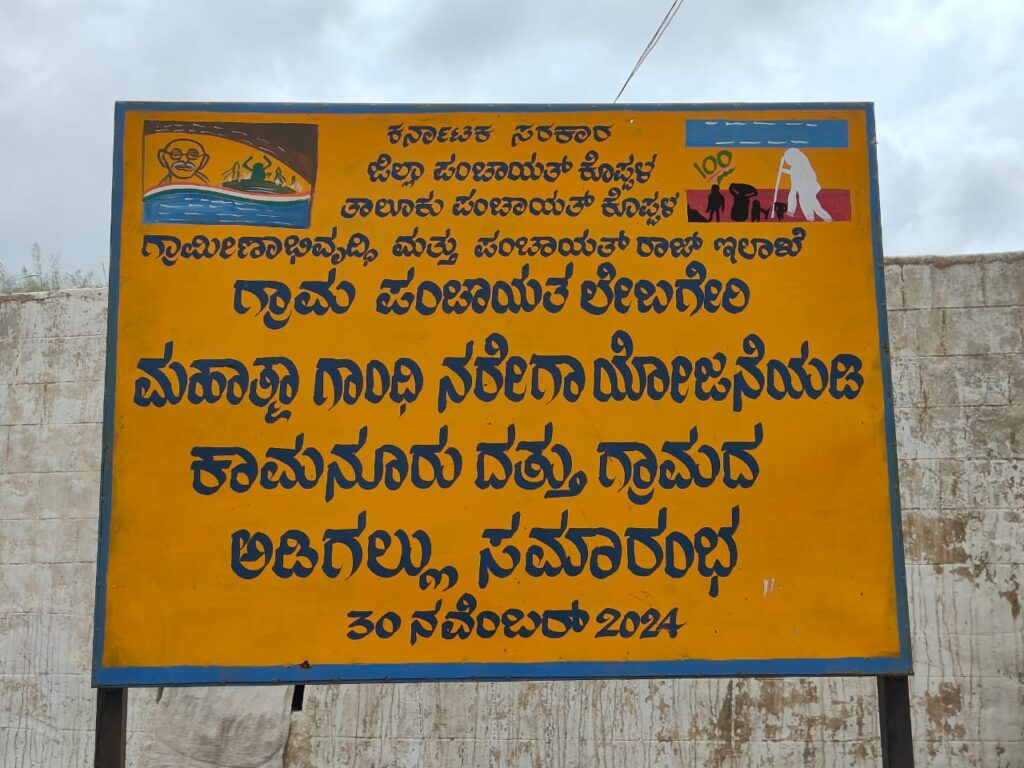 ಕರ್ನಾಟಕ ಸರಕಾರ
ಜಿಲ್ಲಾ ಪಂಚಾಯತ್ ಕೊಪ್ಪಳ
100
ತಾಲೂಕು ಪಂಚಾಯತ್ ಕೊಪ್ಪಳ
ಗ್ರಾಮೀಣಾಭಿವೃದ್ಧಿ ಮತ್ತು ಪಂಚಾಯತ್ ರಾಜ್ ಇಲಾಖೆ
ಗ್ರಾಮ ಪಂಚಾಯತ ಲೇಬಗೇರಿ
ಮಹಾತ್ಮಾ ಗಾಂಧಿ ನರೇಗಾ ಯೋಜನೆಯಡಿ
ಕಾಮನೂರು ದತ್ತು ಗ್ರಾಮದ
ಅಡಿಗಲ್ಲು ಸಮಾರಂಭ
30 ನವೆಂಬರ್ 2024